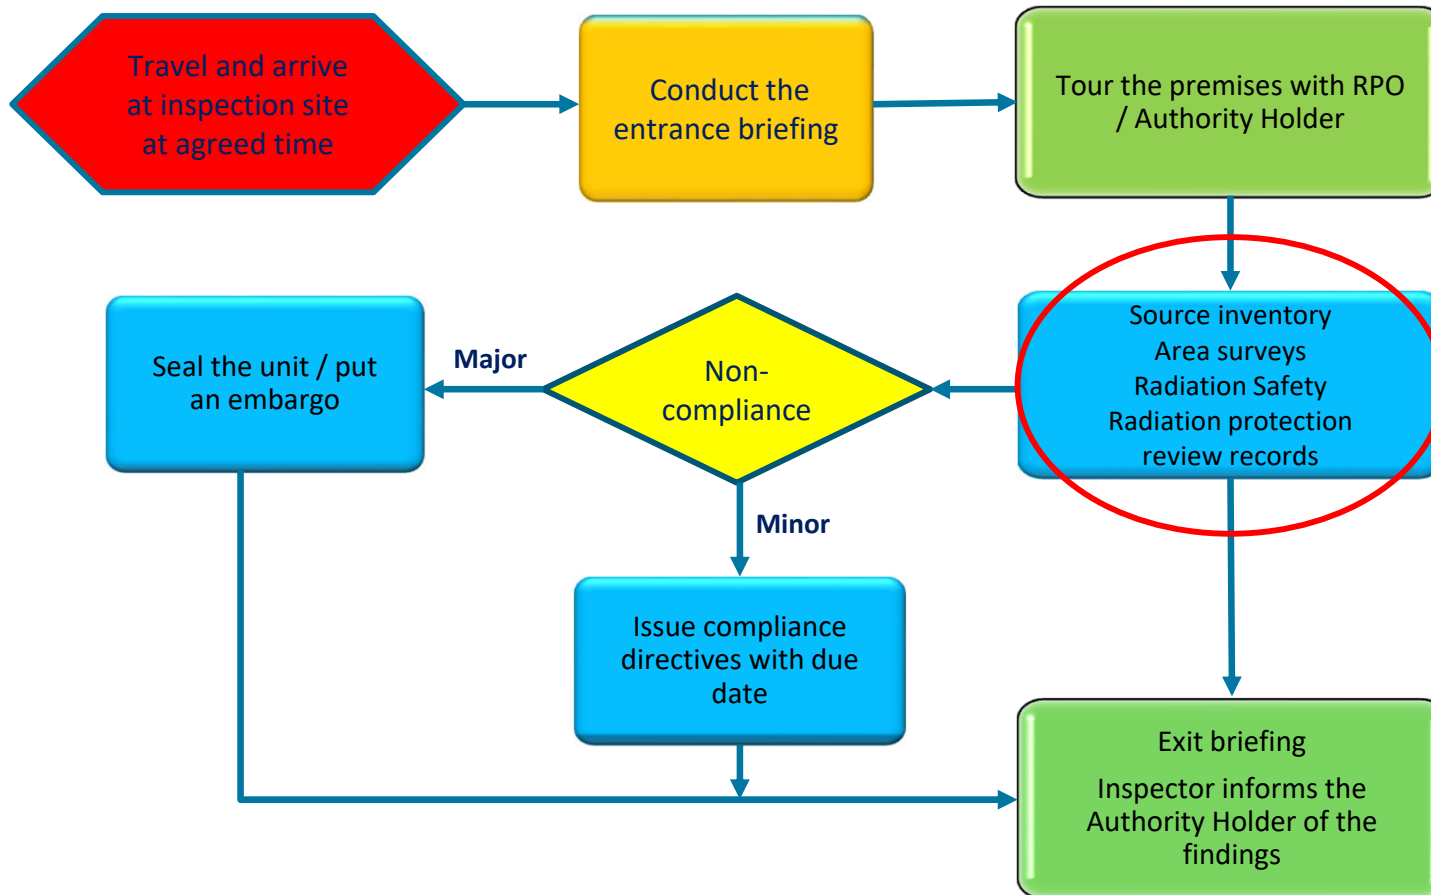 Travel and arrive
at inspection site
at agreed time
Conduct the
entrance briefing
Tour the premises with RPO
/ Authority Holder
Source inventory
Area surveys
Radiation Safety
Radiation protection
review records
Non-
compliance
Major
Seal the unit / put
an embargo
Minor
Issue compliance
directives with due
date
Exit briefing
Inspector informs the
Authority Holder of the
findings